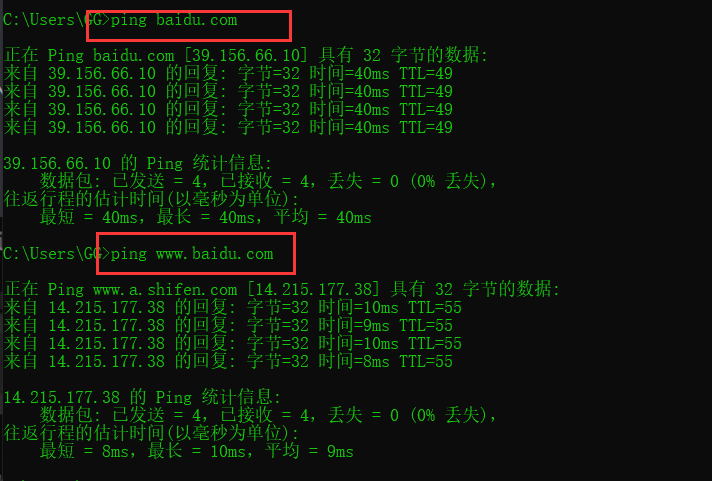 C:\Users\GG>ping baidu.com
正在 Ping baidu.com [39.156.66.10] 具有 32 字节的数据:
来自 39.156.66.10 的回复: 字节=32 时间=40ms TTL=49
来自 39.156.66.10 的回复: 字节=32 时间=40ms TTL=49
来自 39.156.66.10 的回复: 字节=32 时间=40ms TTL=49
来自 39.156.66.10 的回复: 字节=32 时间=40ms TTL=49
39.156.66.10 的 Ping 统计信息:
数据包: 已发送 = 4，已接收 = 4，丢失 = 0 (0% 丢失)，
往返行程的估计时间(以毫秒为单位):
最短 = 40ms，最长 = 40ms，平均 = 40ms
C:\Users\GG>ping www.baidu.com
正在 Ping www.a.shifen.com [14.215.177.38] 具有 32 字节的数据:
来自 14.215.177.38 的回复: 字节=32 时间=10ms TTL=55
来自 14.215.177.38 的回复: 字节=32 时间=9ms TTL=55
来自 14.215.177.38 的回复: 字节=32 时间=10ms TTL=55
来自 14.215.177.38 的回复: 字节=32 时间=8ms TTL=55
14.215.177.38 的 Ping 统计信息:
数据包: 已发送 = 4，已接收 = 4，丢失 = 0 (0% 丢失)，
往返行程的估计时间(以毫秒为单位):
最短 = 8ms，最长 = 10ms，平均 = 9ms